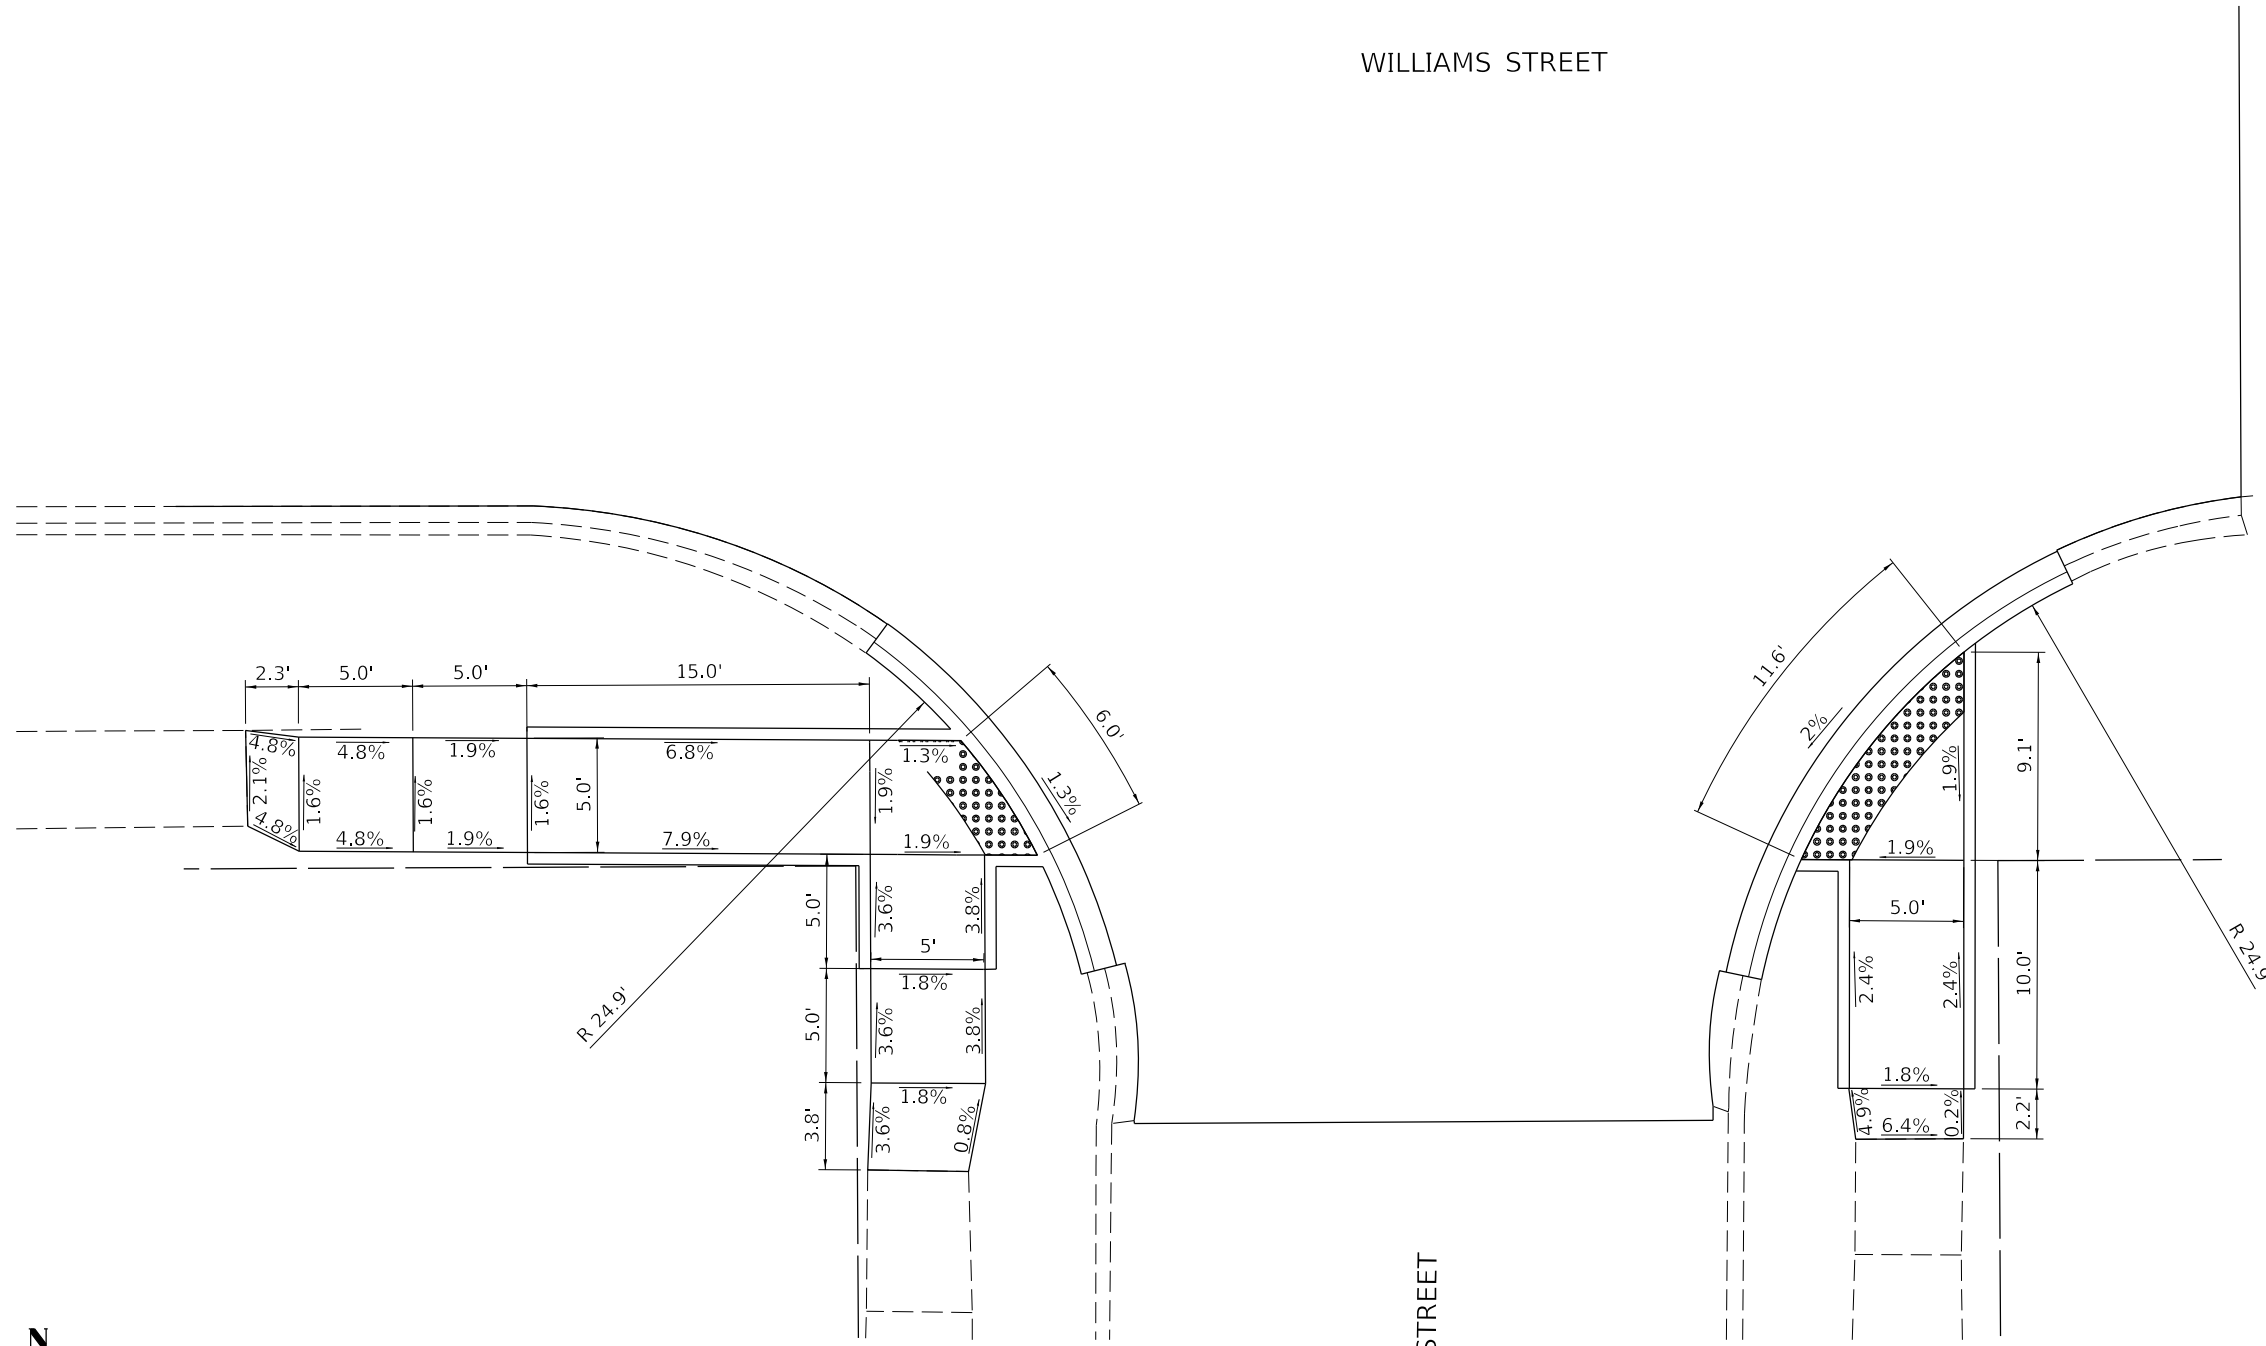 WILLIAMS STREET
2.3' 5.0' 5.0' 15.0'
4.8% 4.8% 1.9% 6.8% 1.3%
2.1% 1.6% 1.6% 1.6% 5.0' 1.9%
4.8% 4.8% 1.9% 7.9% 1.9%
6.0'
1.3%
5.0' 3.6% 3.8%
5'
1.8%
5.0' 3.6% 3.8%
1.8%
3.8' 3.6% 0.8%
R 24.9'
11.6'
2%
1.9% 9.1'
1.9%
5.0'
2.4% 2.4% 10.0'
1.8%
4.9% 0.2% 2.2'
6.4%
R 24.9
STREET
N